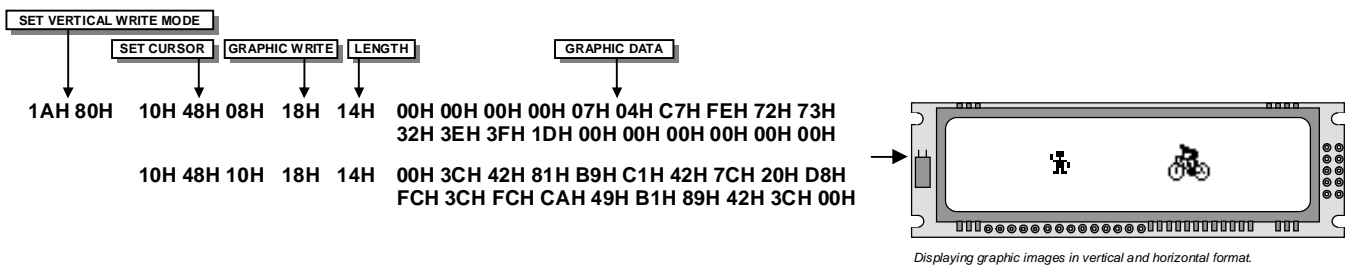 SET VERTICAL WRITE MODE
SET CURSOR GRAPHIC WRITE LENGTH GRAPHIC DATA
1AH 80H 10H 48H 08H 18H 14H 00H 00H 00H 00H 07H 04H C7H FEH 72H 73H
32H 3EH 3FH 1DH 00H 00H 00H 00H 00H 00H
10H 48H 10H 18H 14H 00H 3CH 42H 81H B9H C1H 42H 7CH 20H D8H
FCH 3CH FCH CAH 49H B1H 89H 42H 3CH 00H
Displaying graphic images in vertical and horizontal format.